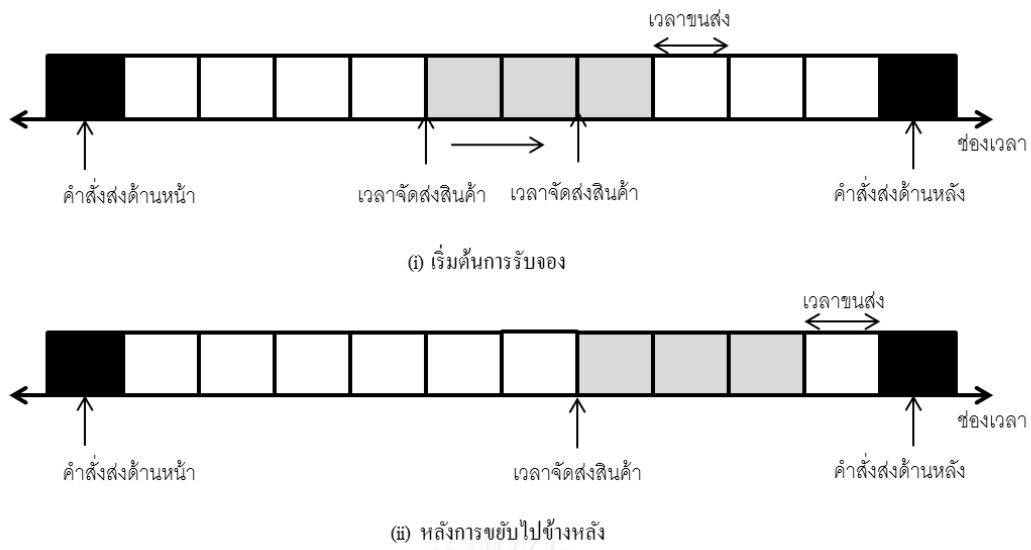 เวลาขนส่ง
ช่องเวลา
คำสั่งส่งด้านหน้า
เวลาจัดส่งสินค้า
เวลาจัดส่งสินค้า
คำสั่งส่งด้านหลัง
(i) เริ่มต้นการรับจอง
เวลาขนส่ง
ช่องเวลา
คำสั่งส่งด้านหน้า
เวลาจัดส่งสินค้า
คำสั่งส่งด้านหลัง
(ii) หลังการขยับไปข้างหลัง